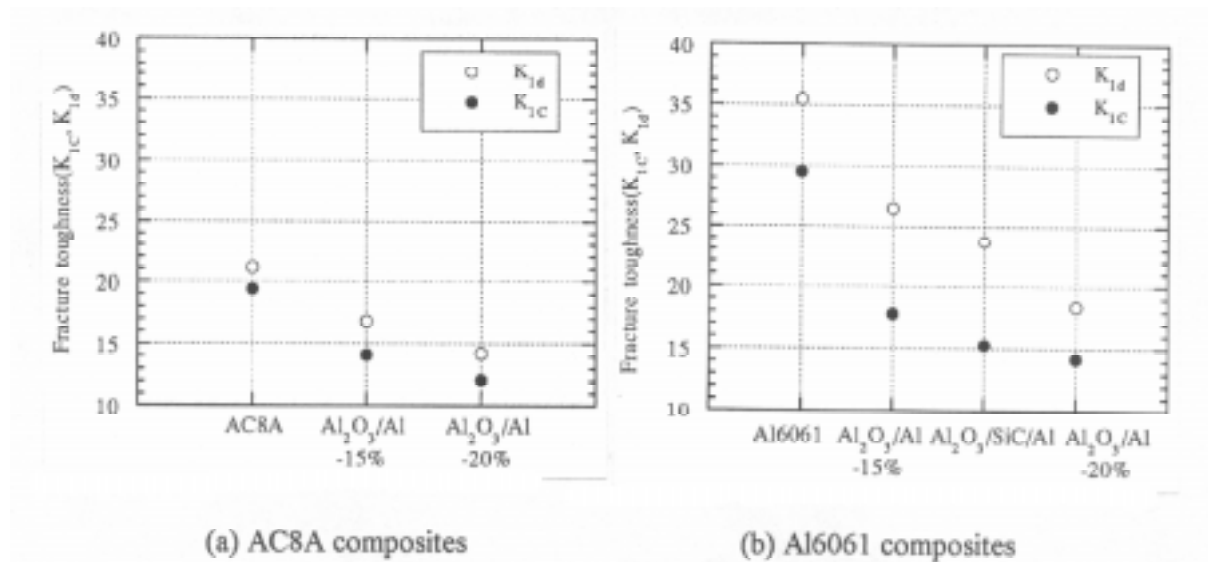 Fracture toughness(K₁C, K₁d)
40
35
30
25
20
15
10
K₁d
K₁C
AC8A Al₂O₃/Al Al₂O₃/Al
-15% -20%
(a) AC8A composites
Fracture toughness(K₁C, K₁d)
40
35
30
25
20
15
10
K₁d
K₁C
Al6061 Al₂O₃/Al Al₂O₃/SiC/Al Al₂O₃/Al
-15% -20%
(b) Al6061 composites